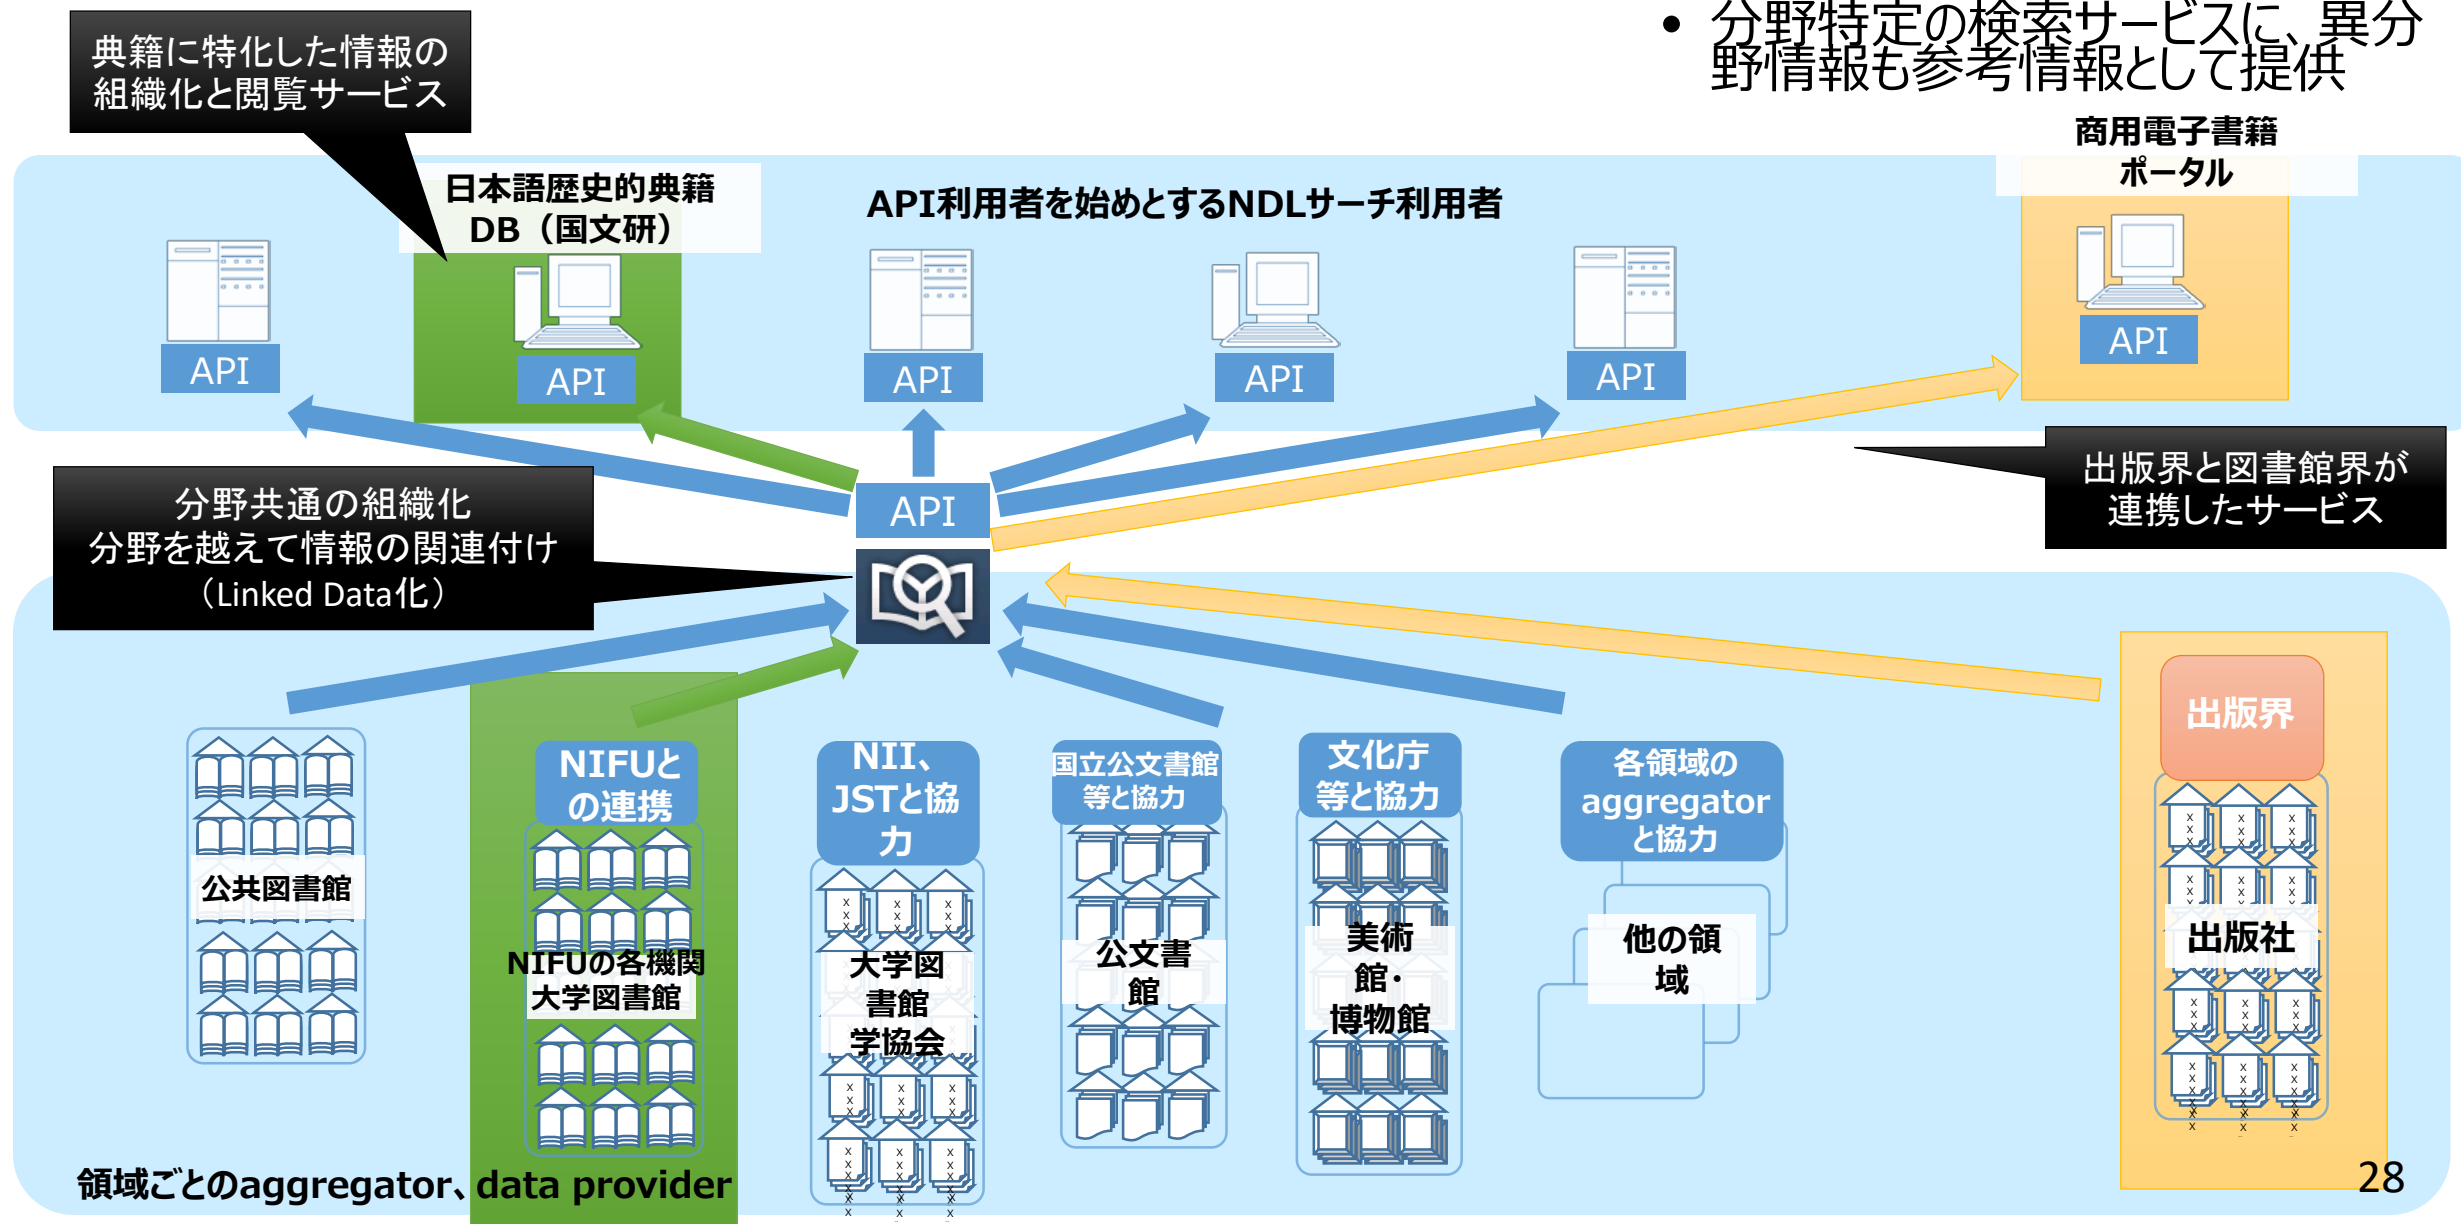 • 分野特定の検索サービスに、異分
野情報も参考情報として提供
典籍に特化した情報の
組織化と閲覧サービス
商用電子書籍
ポータル
日本語歴史的典籍
DB（国文研）
API利用者を始めとするNDLサーチ利用者
API
API
API
API
API
API
出版界と図書館界が
連携したサービス
分野共通の組織化
分野を越えて情報の関連付け
（Linked Data化）
API
公共図書館
NIFUと
の連携
NIFUの各機関
大学図書館
NII、
JSTと協
力
大学図
書館
学協会
国立公文書館
等と協力
公文書
館
文化庁
等と協力
美術
館・
博物館
各領域の
aggregator
と協力
他の領
域
出版界
出版社
領域ごとのaggregator、data provider
28